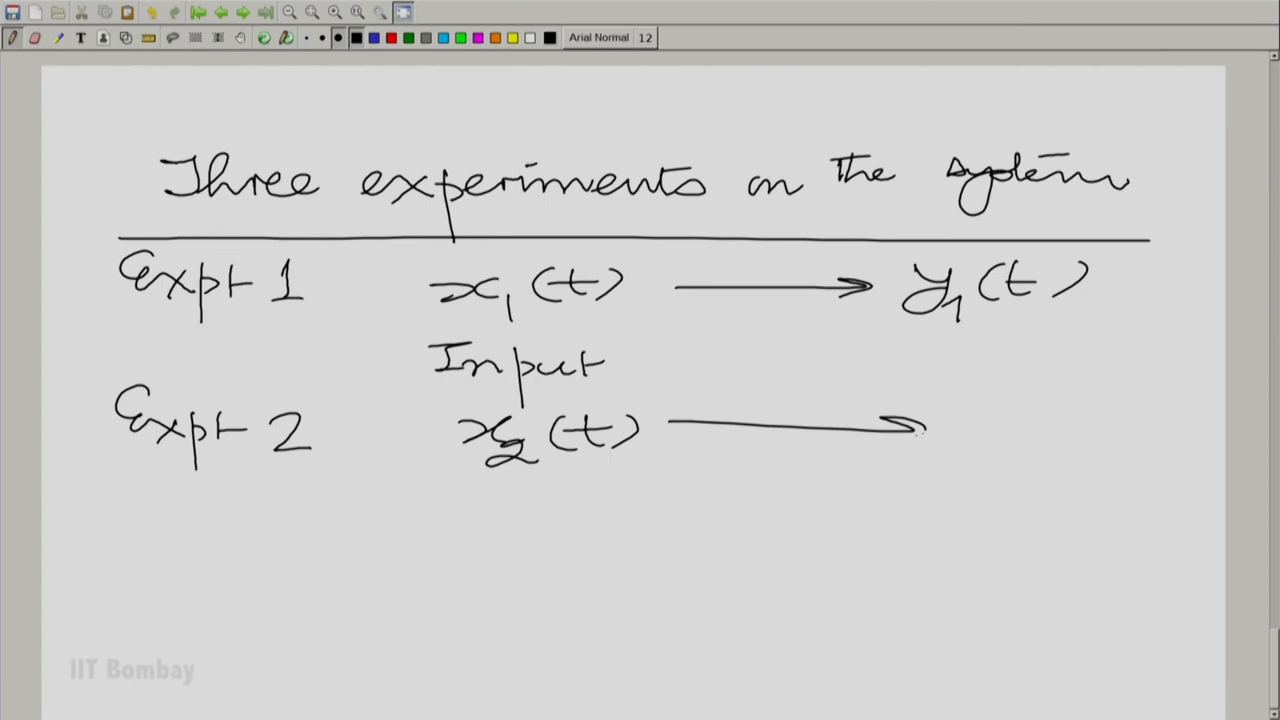 Arial Normal 12
Three experiments on the system
Expt 1 x₁(t) → y₁(t)
Input
Expt 2 x₂(t) →
IIT Bombay